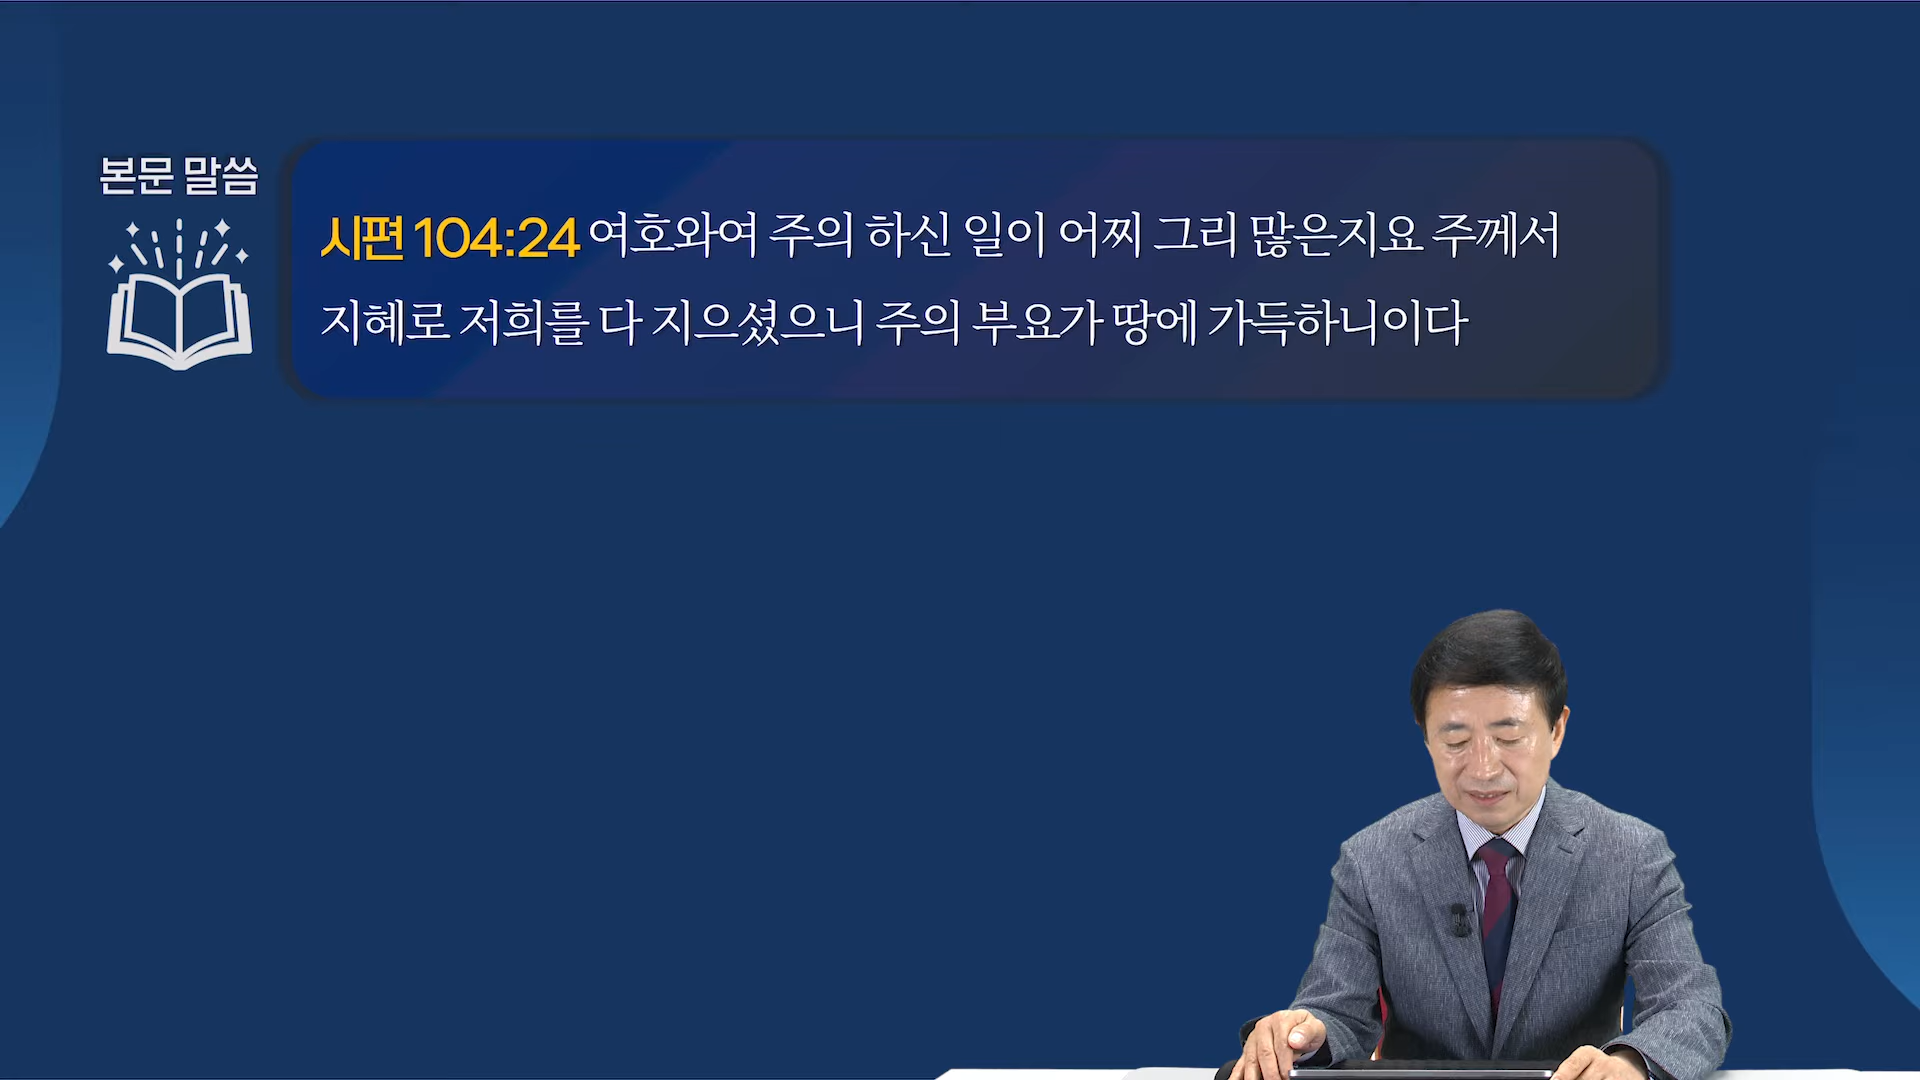 본문 말씀
시편 104:24 여호와여 주의 하신 일이 어찌 그리 많은지요 주께서
지혜로 저희를 다 지으셨으니 주의 부요가 땅에 가득하니이다